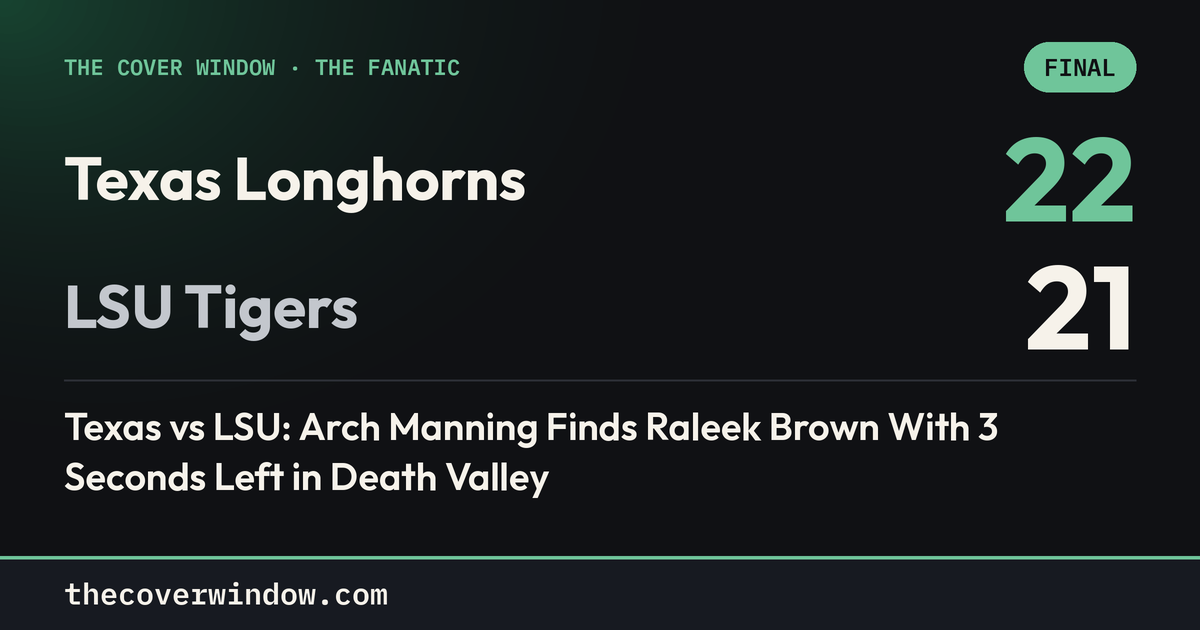 THE COVER WINDOW · THE FANATIC
FINAL
Texas Longhorns
22
LSU Tigers
21
Texas vs LSU: Arch Manning Finds Raleek Brown With 3
Seconds Left in Death Valley
thecoverwindow.com